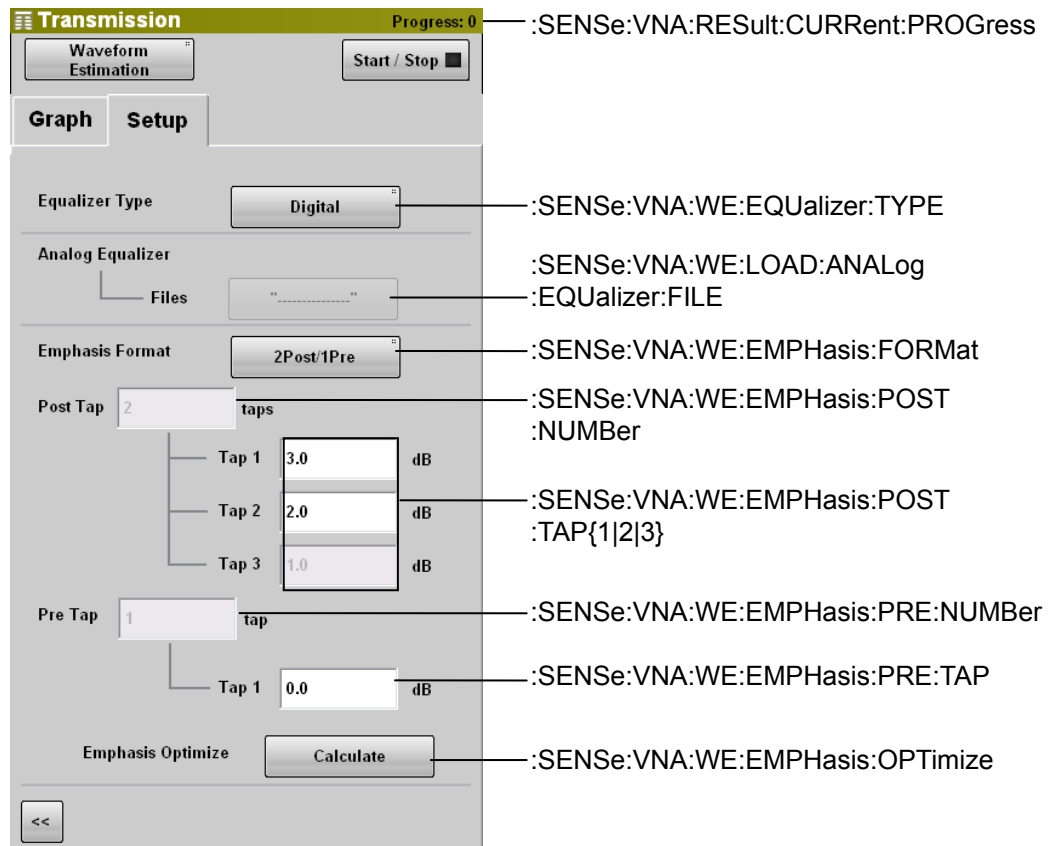 Transmission Progress: 0
:SENSe:VNA:RESult:CURRent:PROGress
Waveform
Estimation
Start / Stop
Graph Setup
Equalizer Type Digital
:SENSe:VNA:WE:EQUalizer:TYPE
Analog Equalizer
Files "______________"
:SENSe:VNA:WE:LOAD:ANALog
:EQUalizer:FILE
Emphasis Format 2Post/1Pre
:SENSe:VNA:WE:EMPHasis:FORMat
Post Tap 2 taps
:SENSe:VNA:WE:EMPHasis:POST
:NUMBer
Tap 1 3.0 dB
Tap 2 2.0 dB
Tap 3 1.0 dB
:SENSe:VNA:WE:EMPHasis:POST
:TAP{1|2|3}
Pre Tap 1 tap
:SENSe:VNA:WE:EMPHasis:PRE:NUMBer
Tap 1 0.0 dB
:SENSe:VNA:WE:EMPHasis:PRE:TAP
Emphasis Optimize Calculate
:SENSe:VNA:WE:EMPHasis:OPTimize
<<